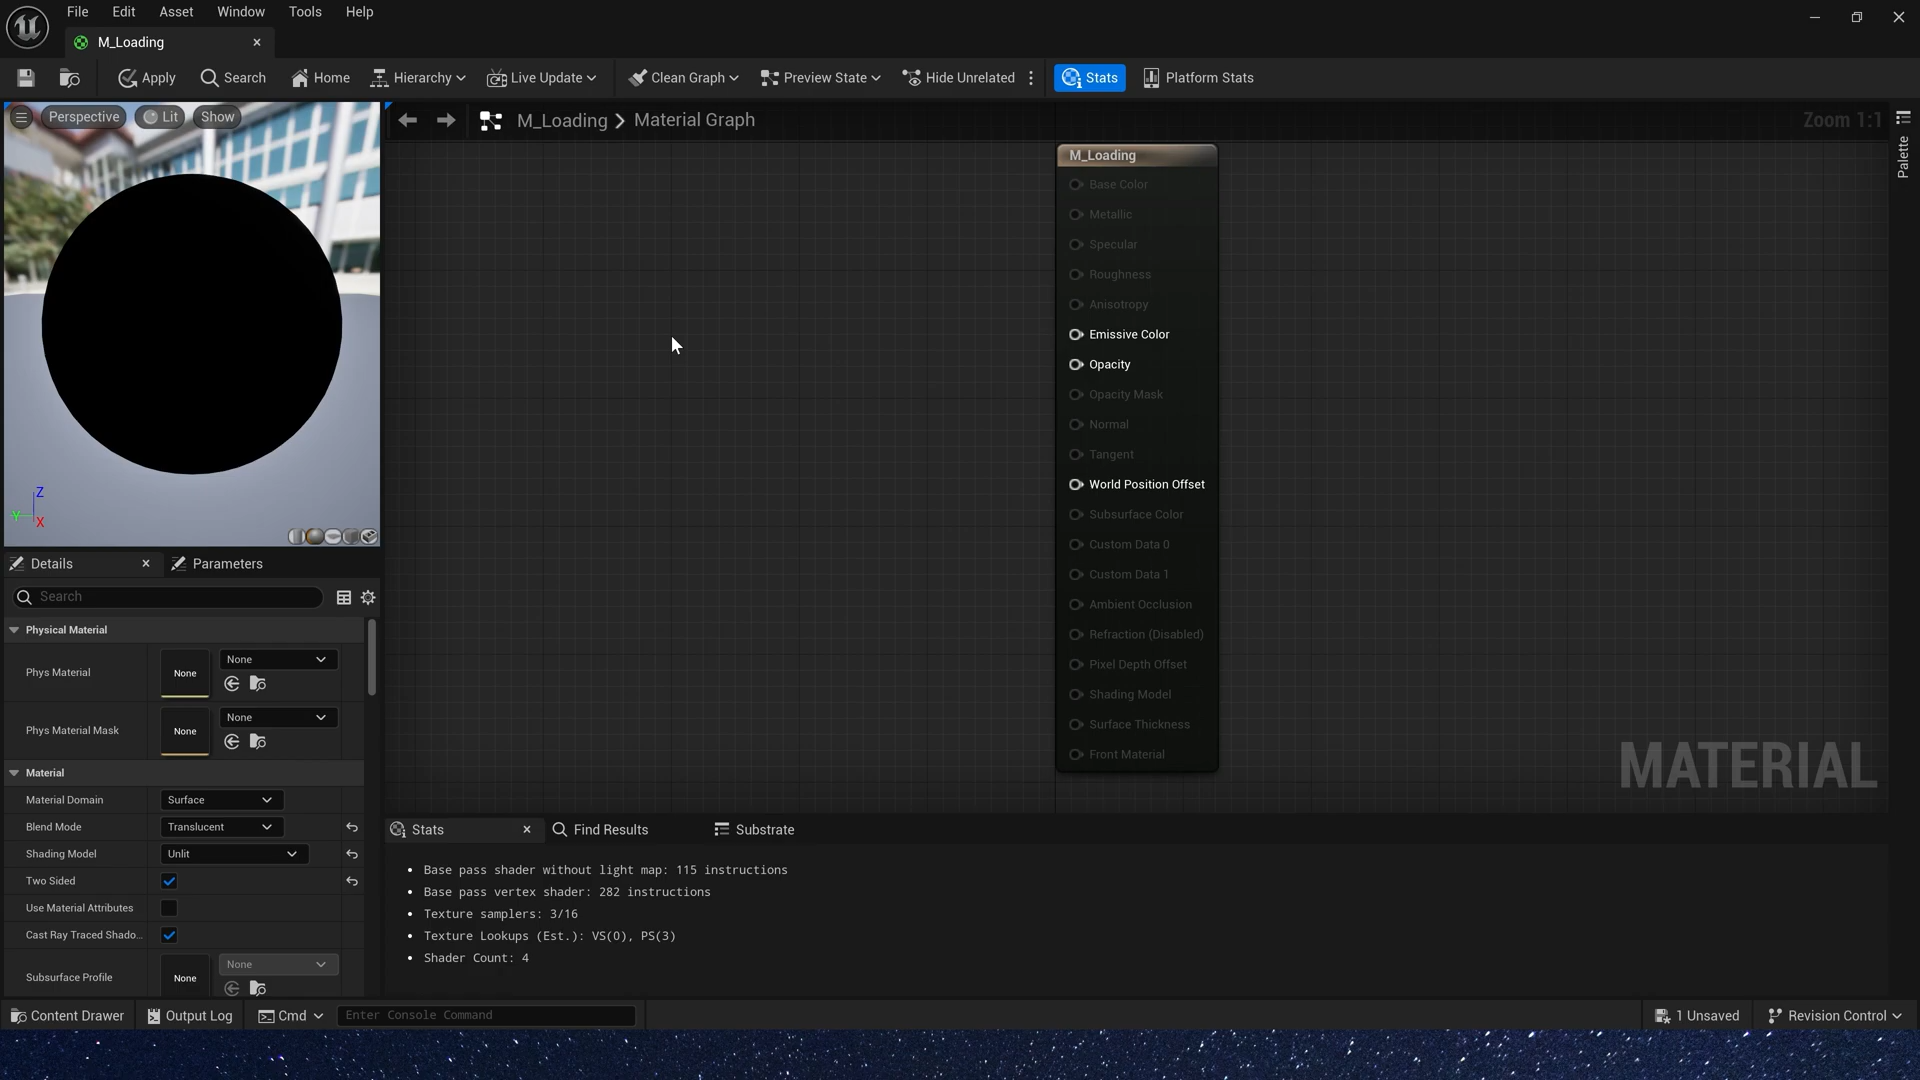 File Edit Asset Window Tools Help
M_Loading
Apply Search Home Hierarchy Live Update Clean Graph Preview State Hide Unrelated Stats Platform Stats
Perspective Lit Show
M_Loading > Material Graph
Zoom 1:1
Palette
M_Loading
Base Color
Metallic
Specular
Roughness
Anisotropy
Emissive Color
Opacity
Opacity Mask
Normal
Tangent
World Position Offset
Subsurface Color
Custom Data 0
Custom Data 1
Ambient Occlusion
Refraction (Disabled)
Pixel Depth Offset
Shading Model
Surface Thickness
Front Material
MATERIAL
Z
Y
X
Details Parameters
Search
Physical Material
Phys Material None None
Phys Material Mask None None
Material
Material Domain Surface
Blend Mode Translucent
Shading Model Unlit
Two Sided
Use Material Attributes
Cast Ray Traced Shado...
Subsurface Profile None None
Stats Find Results Substrate
• Base pass shader without light map: 115 instructions
• Base pass vertex shader: 282 instructions
• Texture samplers: 3/16
• Texture Lookups (Est.): VS(0), PS(3)
• Shader Count: 4
Content Drawer Output Log Cmd Enter Console Command 1 Unsaved Revision Control